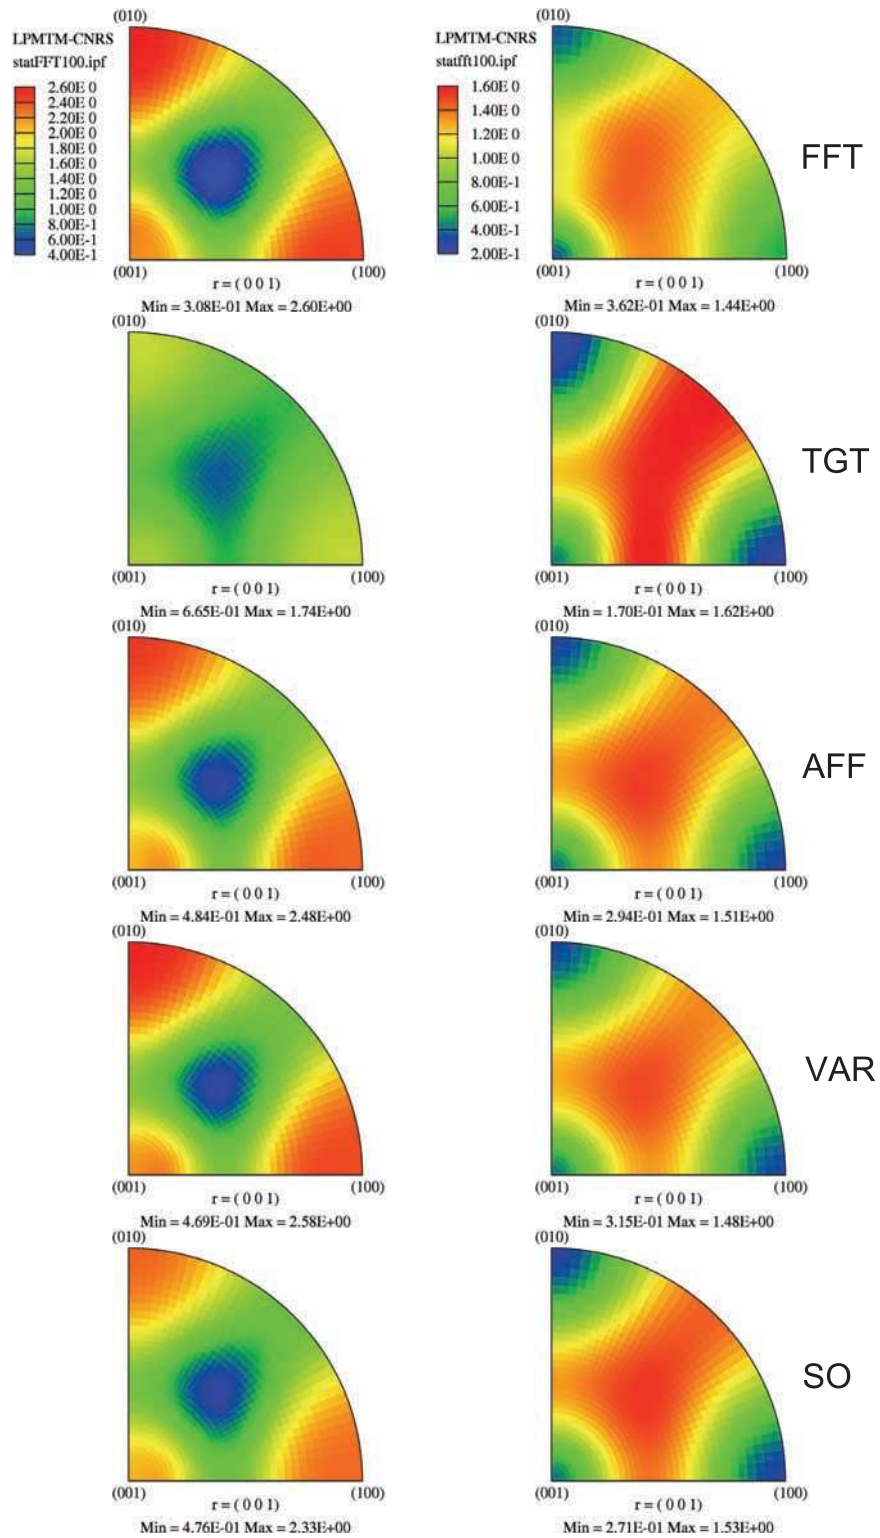 (010)
LPMTM-CNRS
statFFT100.ipf
2.60E 0
2.40E 0
2.20E 0
2.00E 0
1.80E 0
1.60E 0
1.40E 0
1.20E 0
1.00E 0
8.00E-1
6.00E-1
4.00E-1
(001)
(100)
r = ( 0 0 1)
Min = 3.08E-01 Max = 2.60E+00
(010)
LPMTM-CNRS
statfft100.ipf
1.60E 0
1.40E 0
1.20E 0
1.00E 0
8.00E-1
6.00E-1
4.00E-1
2.00E-1
(001)
(100)
r = ( 0 0 1)
Min = 3.62E-01 Max = 1.44E+00
FFT
(010)
(001)
(100)
r = ( 0 0 1)
Min = 6.65E-01 Max = 1.74E+00
(010)
(001)
(100)
r = ( 0 0 1)
Min = 1.70E-01 Max = 1.62E+00
TGT
(010)
(001)
(100)
r = ( 0 0 1)
Min = 4.84E-01 Max = 2.48E+00
(010)
(001)
(100)
r = ( 0 0 1)
Min = 2.94E-01 Max = 1.51E+00
AFF
(010)
(001)
(100)
r = ( 0 0 1)
Min = 4.69E-01 Max = 2.58E+00
(010)
(001)
(100)
r = ( 0 0 1)
Min = 3.15E-01 Max = 1.48E+00
VAR
(010)
(001)
(100)
r = ( 0 0 1)
Min = 4.76E-01 Max = 2.33E+00
(010)
(001)
(100)
r = ( 0 0 1)
Min = 2.71E-01 Max = 1.53E+00
SO